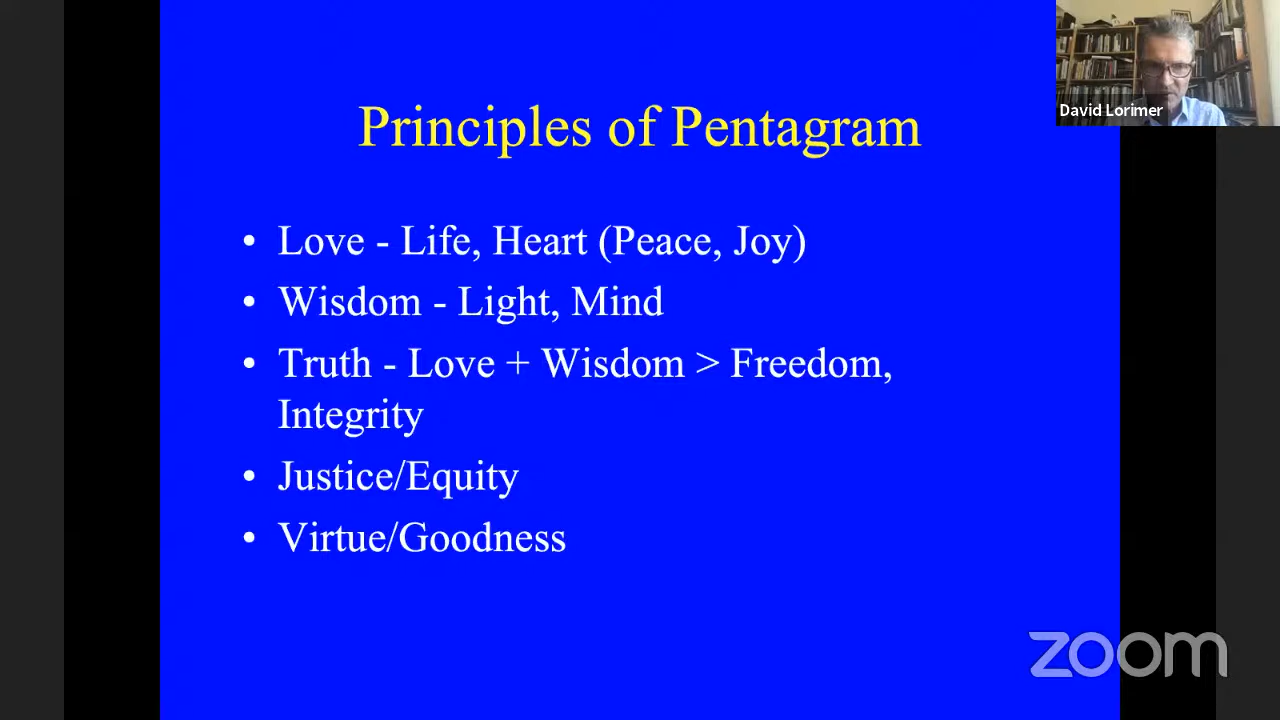 David Lorimer
Principles of Pentagram
• Love - Life, Heart (Peace, Joy)
• Wisdom - Light, Mind
• Truth - Love + Wisdom > Freedom,
Integrity
• Justice/Equity
• Virtue/Goodness
zoom